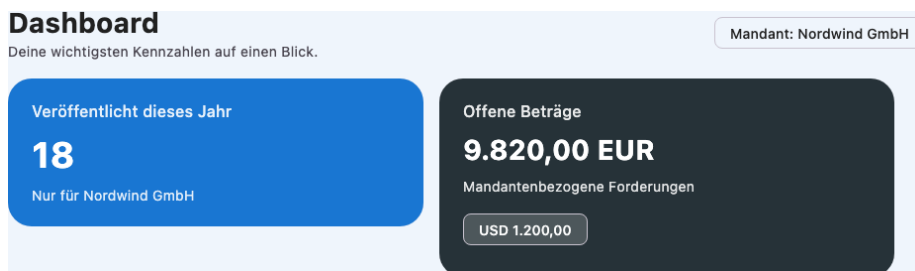 Dashboard
Deine wichtigsten Kennzahlen auf einen Blick.
Mandant: Nordwind GmbH
Veröffentlicht dieses Jahr
18
Nur für Nordwind GmbH
Offene Beträge
9.820,00 EUR
Mandantenbezogene Forderungen
USD 1.200,00